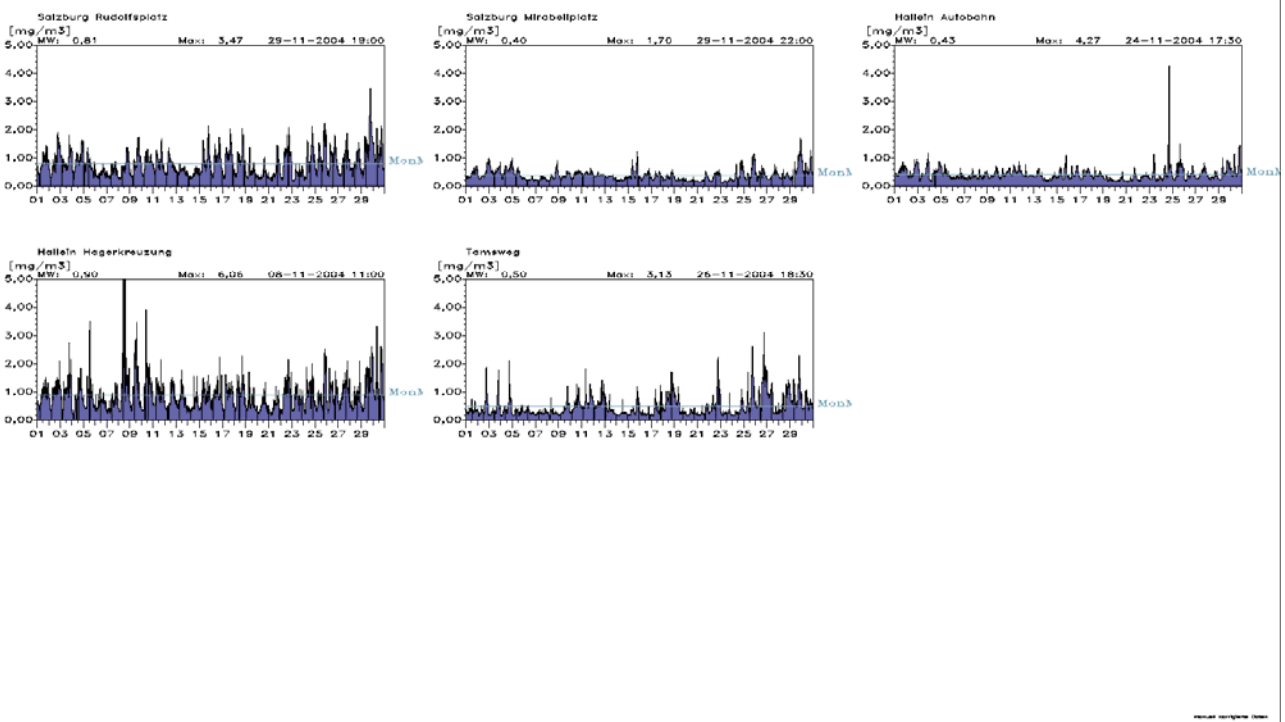 Salzburg Rudolfsplatz
[mg/m3]
MW: 0,81 Max: 3,47 29-11-2004 19:00
5,00
4,00
3,00
2,00
1,00
0,00
MonM
01 03 05 07 09 11 13 15 17 19 21 23 25 27 29
Salzburg Mirabellplatz
[mg/m3]
MW: 0,40 Max: 1,70 29-11-2004 22:00
5,00
4,00
3,00
2,00
1,00
0,00
MonM
01 03 05 07 09 11 13 15 17 19 21 23 25 27 29
Hallein Autobahn
[mg/m3]
MW: 0,43 Max: 4,27 24-11-2004 17:30
5,00
4,00
3,00
2,00
1,00
0,00
MonM
01 03 05 07 09 11 13 15 17 19 21 23 25 27 29
Hallein Hagerkreuzung
[mg/m3]
MW: 0,90 Max: 6,06 08-11-2004 11:00
5,00
4,00
3,00
2,00
1,00
0,00
MonM
01 03 05 07 09 11 13 15 17 19 21 23 25 27 29
Tamsweg
[mg/m3]
MW: 0,50 Max: 3,13 26-11-2004 18:30
5,00
4,00
3,00
2,00
1,00
0,00
MonM
01 03 05 07 09 11 13 15 17 19 21 23 25 27 29